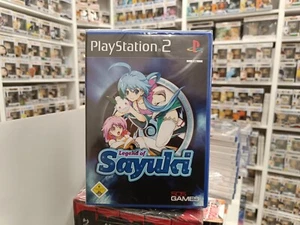 PlayStation 2
Legend of
Sayuki
GAMES